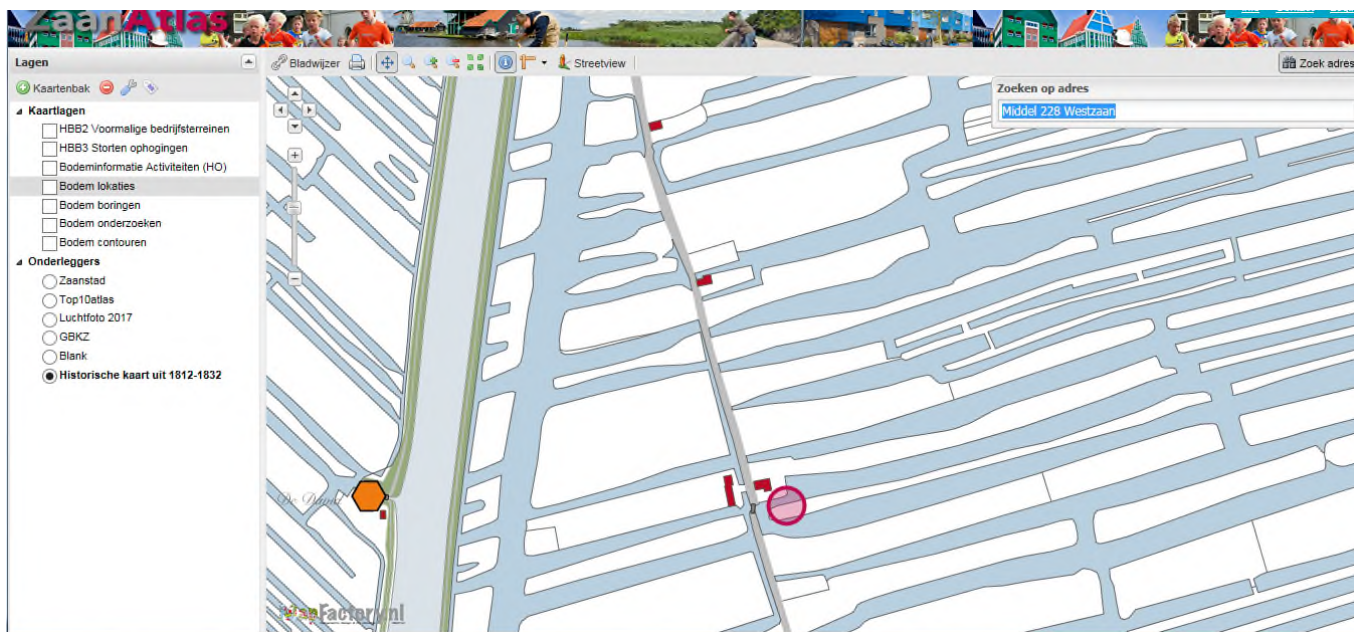 ZaanAtlas
Lagen
Bladwijzer
Streetview
Zoek adres
Kaartenbak
Zoeken op adres
Middel 228 Westzaan
Kaartlagen
HBB2 Voormalige bedrijfsterreinen
HBB3 Storten ophogingen
Bodeminformatie Activiteiten (HO)
Bodem lokaties
Bodem boringen
Bodem onderzoeken
Bodem contouren
Onderleggers
Zaanstad
Top10atlas
Luchtfoto 2017
GBKZ
Blank
Historische kaart uit 1812-1832
MapFactory.nl